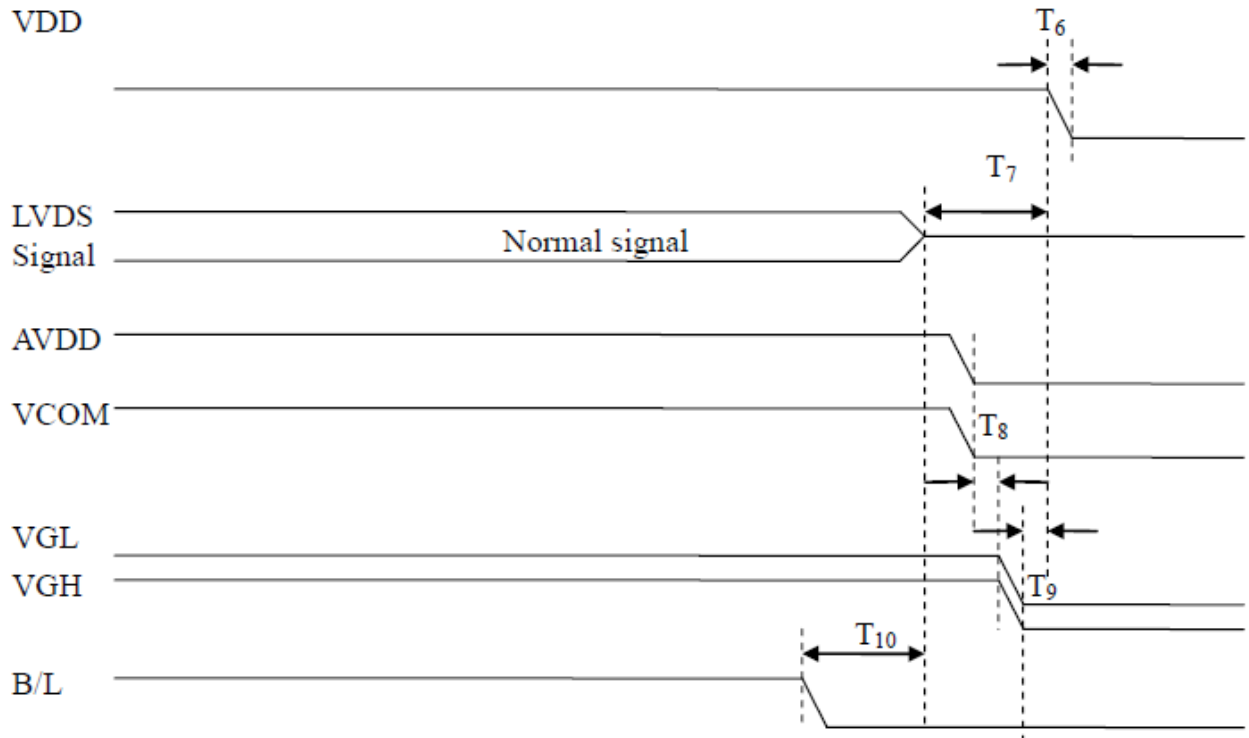 VDD
T6
T7
LVDS
Signal
Normal signal
AVDD
VCOM
T8
VGL
VGH
T9
T10
B/L